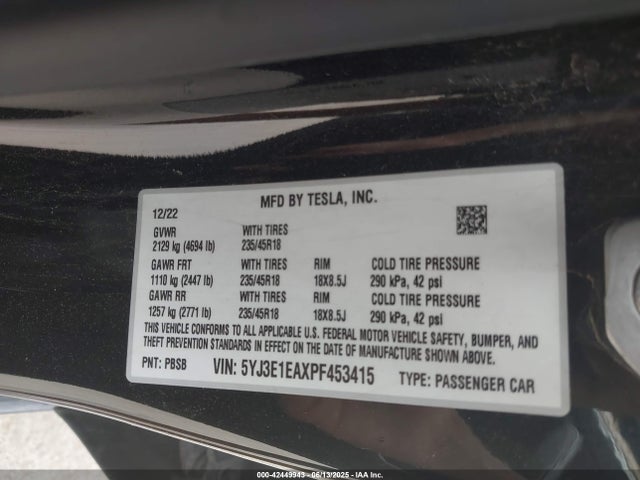 MFD BY TESLA, INC.
12/22
GVWR WITH TIRES
2129 kg (4694 lb) 235/45R18
GAWR FRT WITH TIRES RIM COLD TIRE PRESSURE
1110 kg (2447 lb) 235/45R18 18X8.5J 290 kPa, 42 psi
GAWR RR WITH TIRES RIM COLD TIRE PRESSURE
1257 kg (2771 lb) 235/45R18 18X8.5J 290 kPa, 42 psi
THIS VEHICLE CONFORMS TO ALL APPLICABLE U.S. FEDERAL MOTOR VEHICLE SAFETY, BUMPER, AND
THEFT PREVENTION STANDARDS IN EFFECT ON THE DATE OF MANUFACTURE SHOWN ABOVE.
PNT: PBSB VIN: 5YJ3E1EAXPF453415 TYPE: PASSENGER CAR
000-42449943 - 06/13/2025 - IAAI